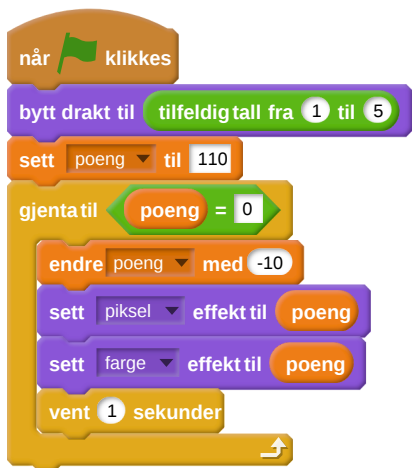 når klikkes
bytt drakt til tilfeldig tall fra 1 til 5
sett poeng til 110
gjenta til poeng = 0
endre poeng med -10
sett piksel effekt til poeng
sett farge effekt til poeng
vent 1 sekunder